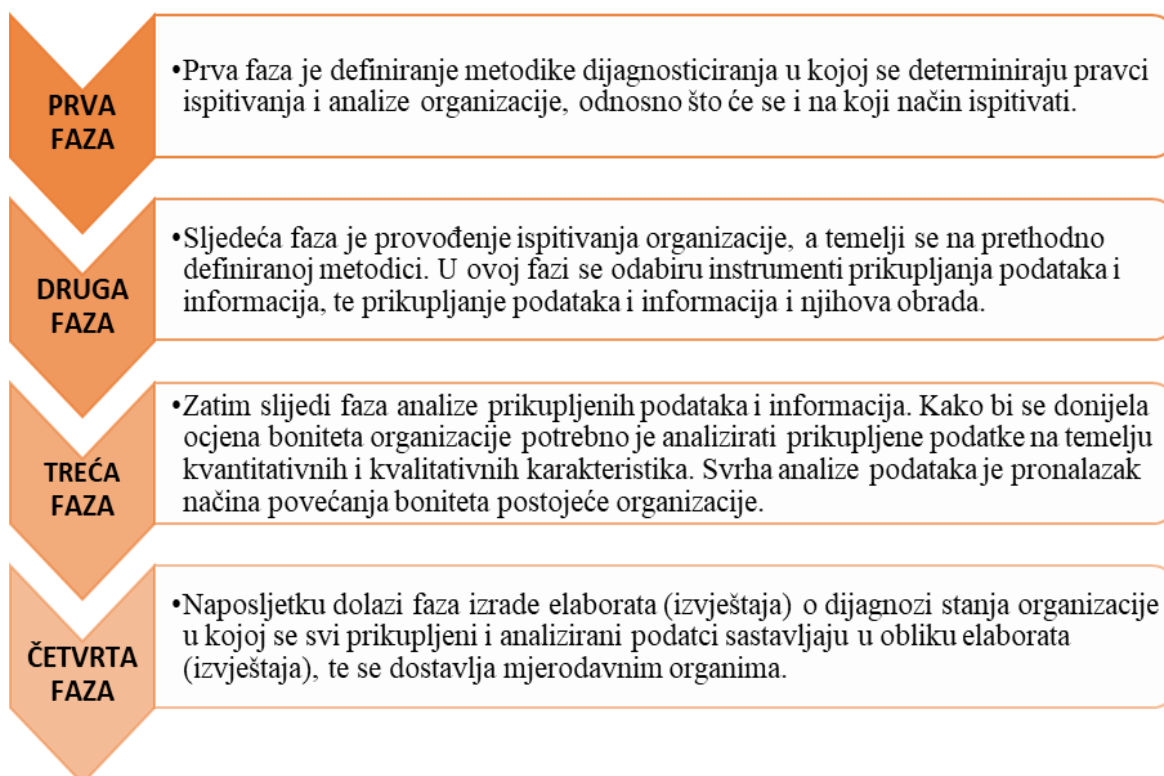 PRVA
FAZA
•Prva faza je definiranje metodike dijagnosticiranja u kojoj se determiniraju pravci
ispitivanja i analize organizacije, odnosno što će se i na koji način ispitivati.
DRUGA
FAZA
•Sljedeća faza je provođenje ispitivanja organizacije, a temelji se na prethodno
definiranoj metodici. U ovoj fazi se odabiru instrumenti prikupljanja podataka i
informacija, te prikupljanje podataka i informacija i njihova obrada.
TREĆA
FAZA
•Zatim slijedi faza analize prikupljenih podataka i informacija. Kako bi se donijela
ocjena boniteta organizacije potrebno je analizirati prikupljene podatke na temelju
kvantitativnih i kvalitativnih karakteristika. Svrha analize podataka je pronalazak
načina povećanja boniteta postojeće organizacije.
ČETVRTA
FAZA
•Naposljetku dolazi faza izrade elaborata (izvještaja) o dijagnozi stanja organizacije
u kojoj se svi prikupljeni i analizirani podatci sastavljaju u obliku elaborata
(izvještaja), te se dostavlja mjerodavnim organima.